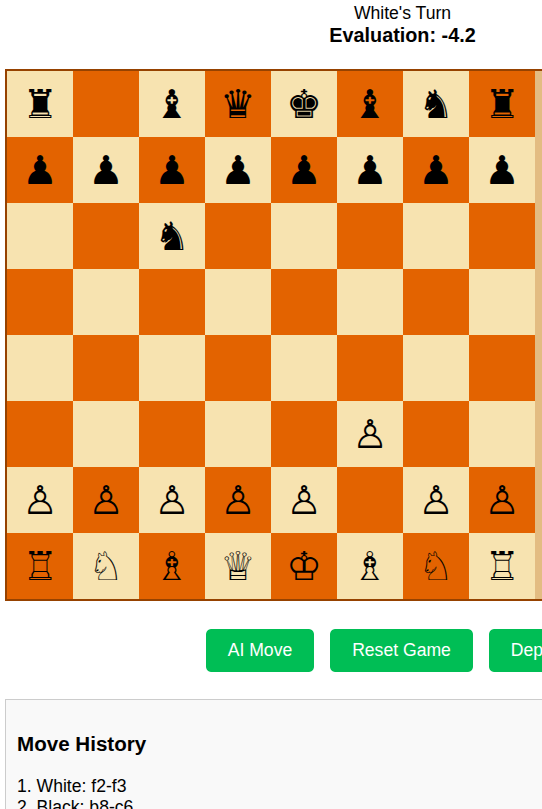 White's Turn
Evaluation: -4.2
AI Move Reset Game Dep
Move History
1. White: f2-f3
2. Black: b8-c6